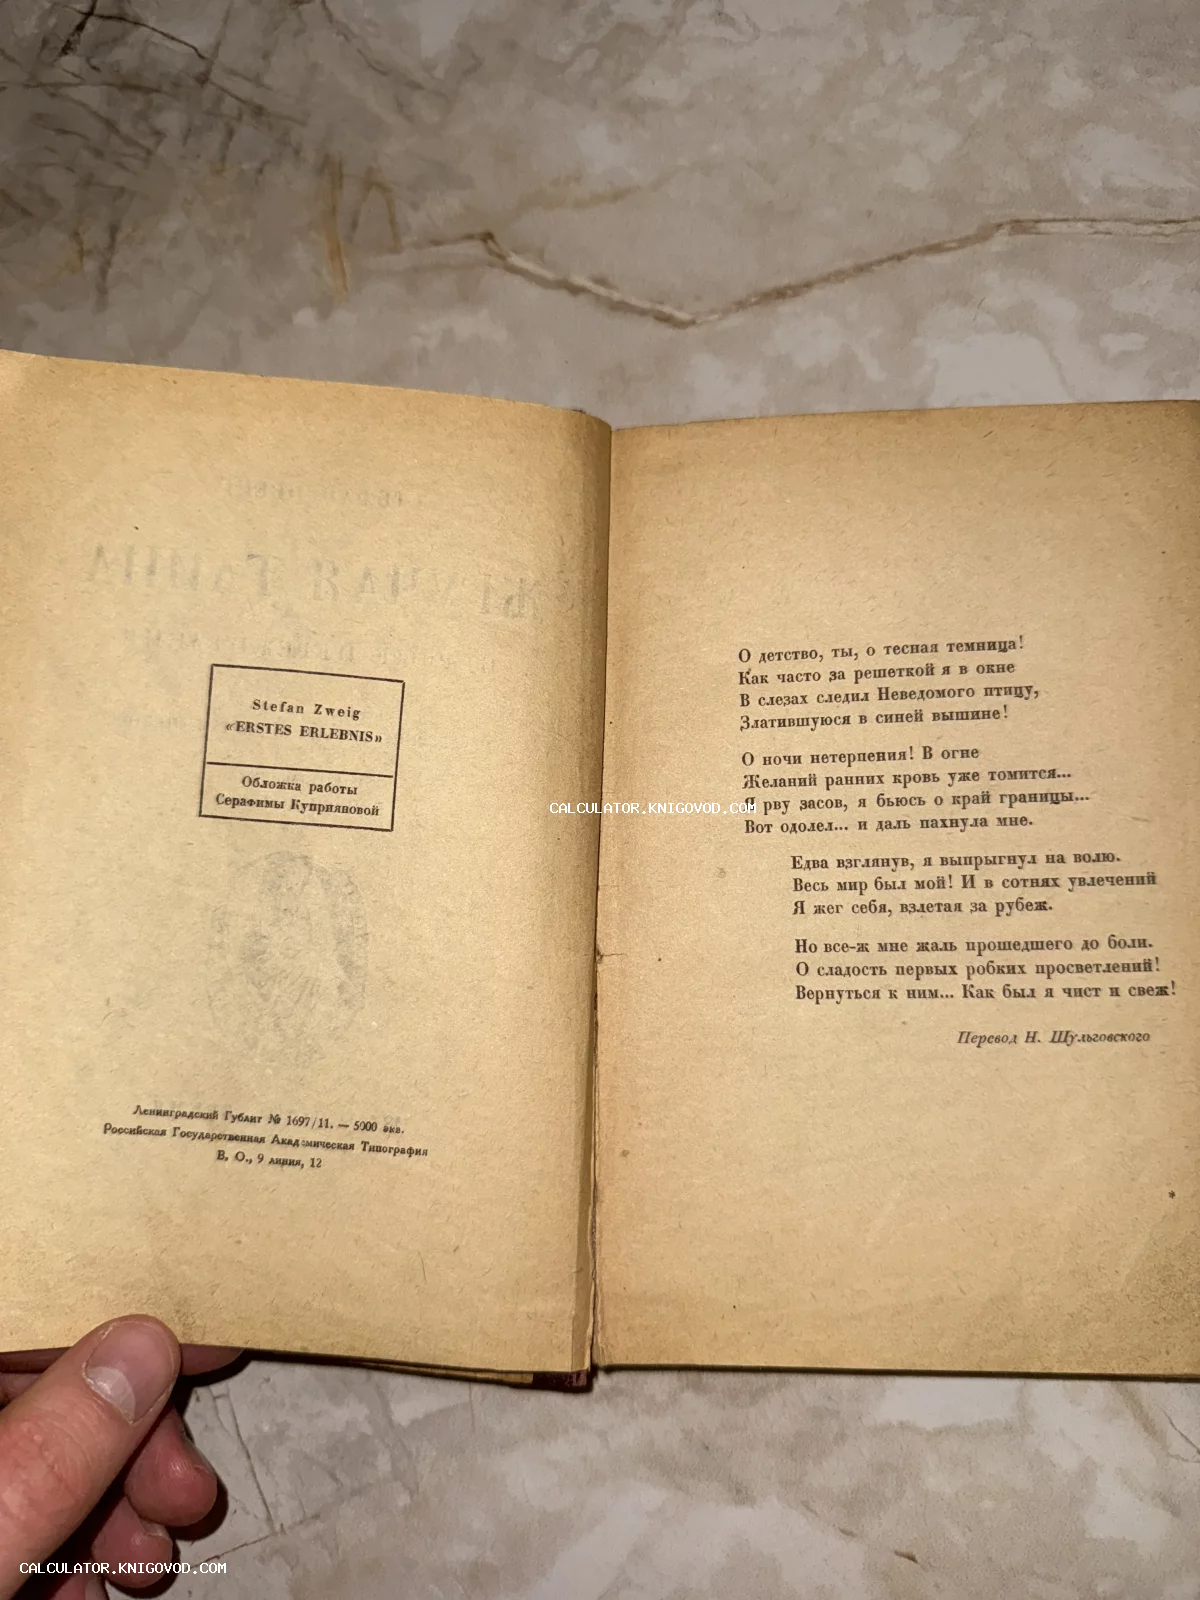 Stefan Zweig
«ERSTES ERLEBNIS»
Обложка работы
Серафимы Куприяновой
Ленинградский Гублит № 1697/11. — 5000 экз.
Российская Государственная Академическая Типография
В. О., 9 линия, 12
О детство, ты, о тесная темница!
Как часто за решеткой я в окне
В слезах следил Неведомого птицу,
Златившуюся в синей вышине!
О ночи нетерпения! В огне
Желаний ранних кровь уже томится...
Я рву засов, я бьюсь о край границы...
Вот одолел... и даль пахнула мне.
Едва взглянув, я выпрыгнул на волю.
Весь мир был мой! И в сотнях увлечений
Я жег себя, взлетая за рубеж.
Но все-ж мне жаль прошедшего до боли.
О сладость первых робких просветлений!
Вернуться к ним... Как был я чист и свеж!
Перевод Н. Шульговского
*
CALCULATOR.KNIGOVOD.COM
CALCULATOR.KNIGOVOD.COM